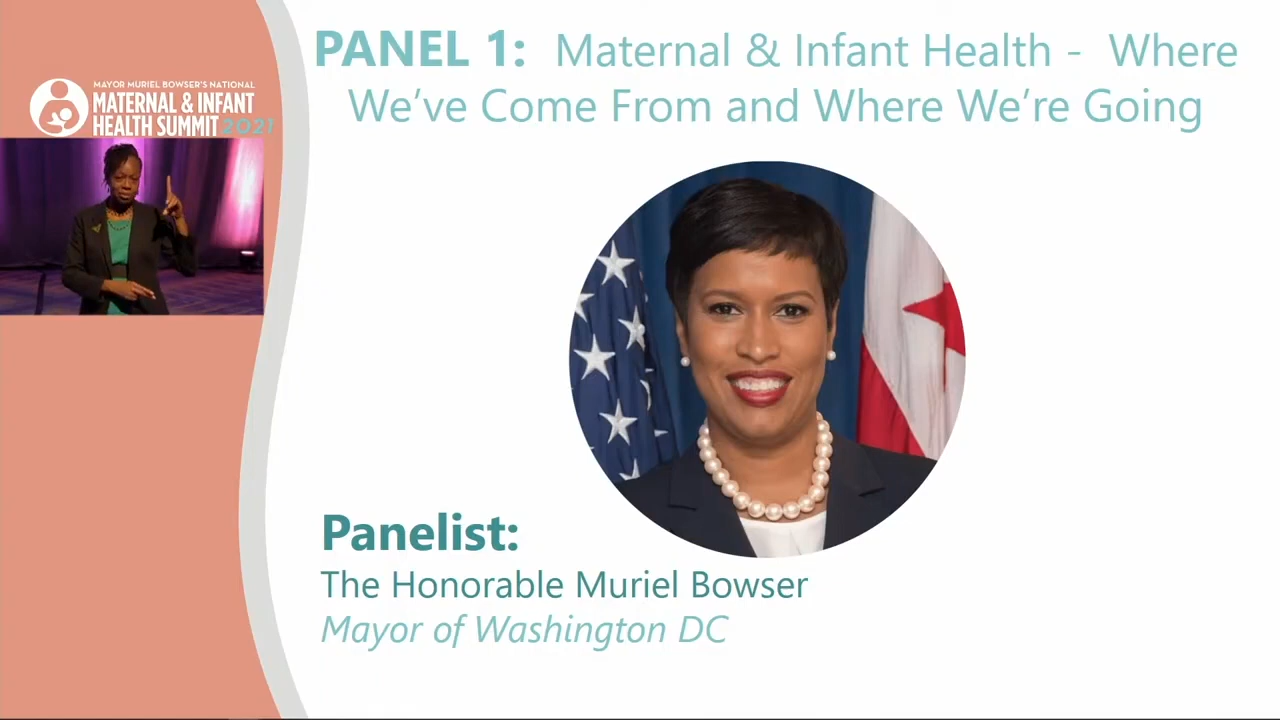 PANEL 1: Maternal & Infant Health - Where
We’ve Come From and Where We’re Going
MAYOR MURIEL BOWSER'S NATIONAL
MATERNAL & INFANT
HEALTH SUMMIT 2021
Panelist:
The Honorable Muriel Bowser
Mayor of Washington DC